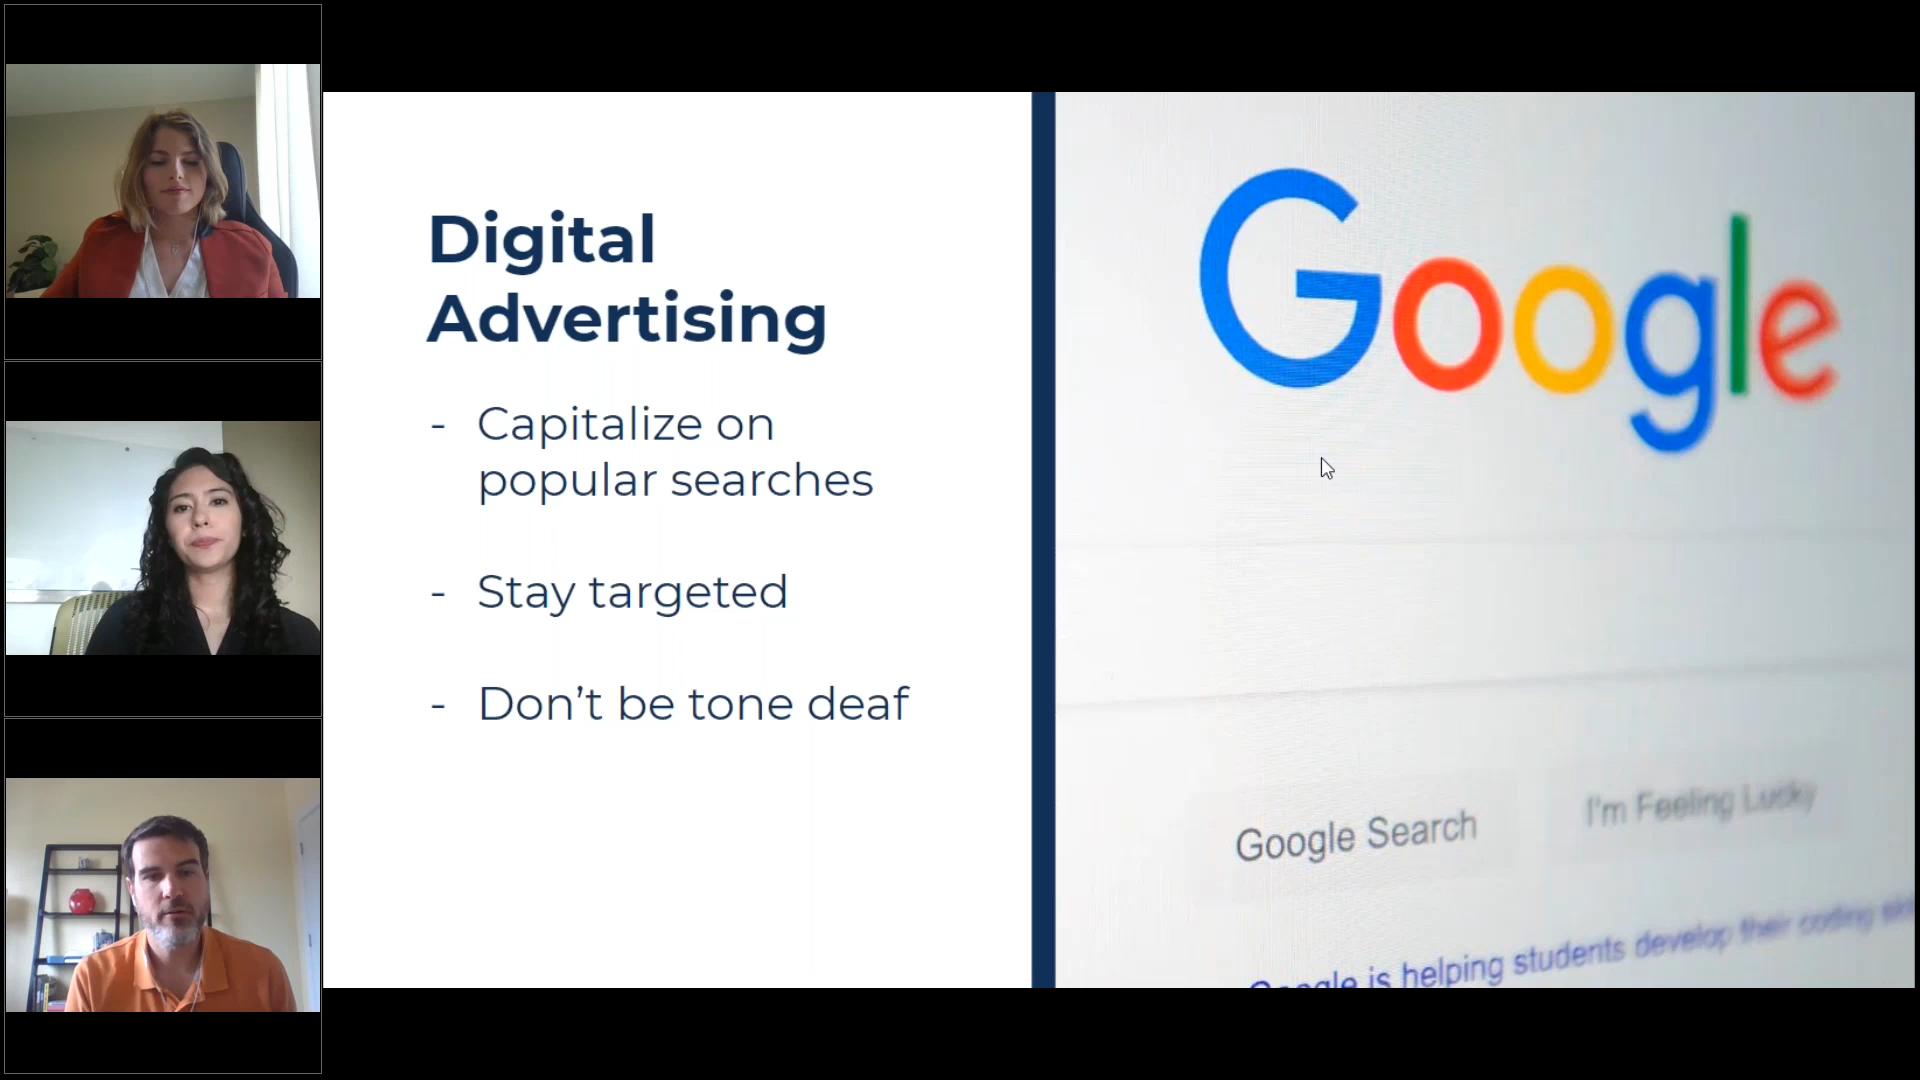 Digital
Advertising
- Capitalize on
popular searches
- Stay targeted
- Don't be tone deaf
Google
Google Search
I'm Feeling Lucky
Google is helping students develop their coding